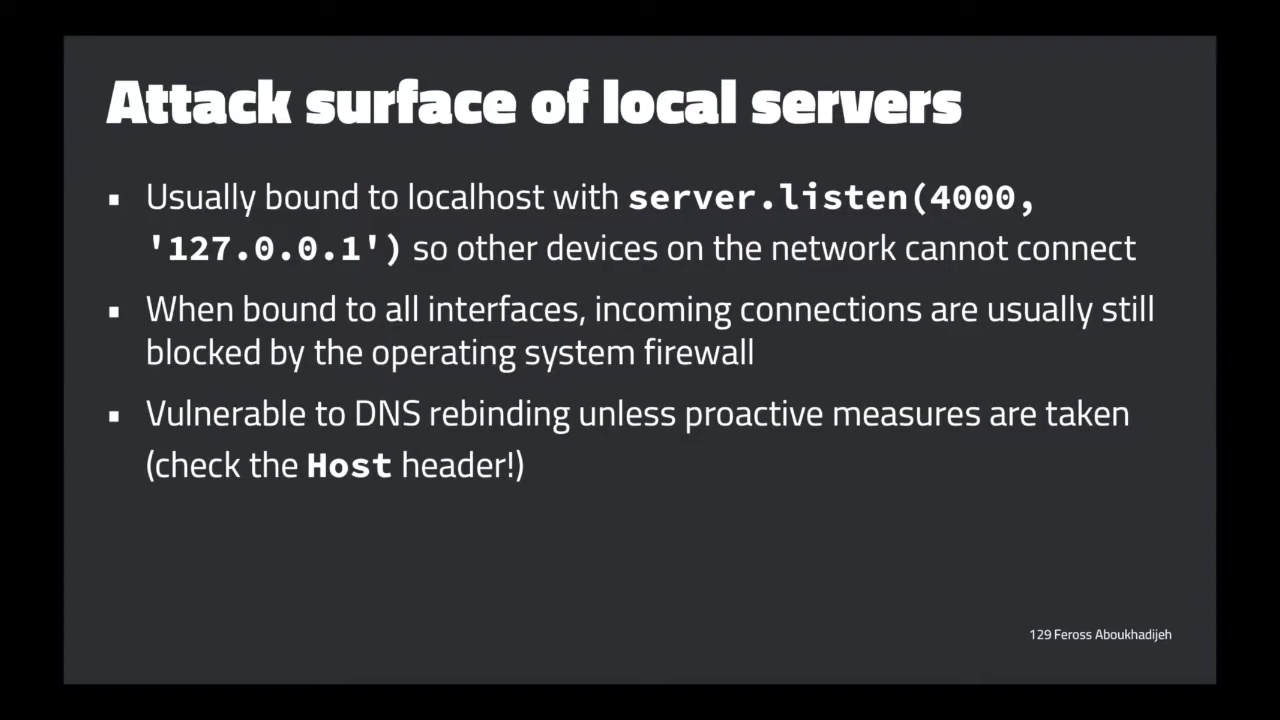 Attack surface of local servers
▪ Usually bound to localhost with server.listen(4000,
'127.0.0.1') so other devices on the network cannot connect
▪ When bound to all interfaces, incoming connections are usually still
blocked by the operating system firewall
▪ Vulnerable to DNS rebinding unless proactive measures are taken
(check the Host header!)
129 Feross Aboukhadijeh